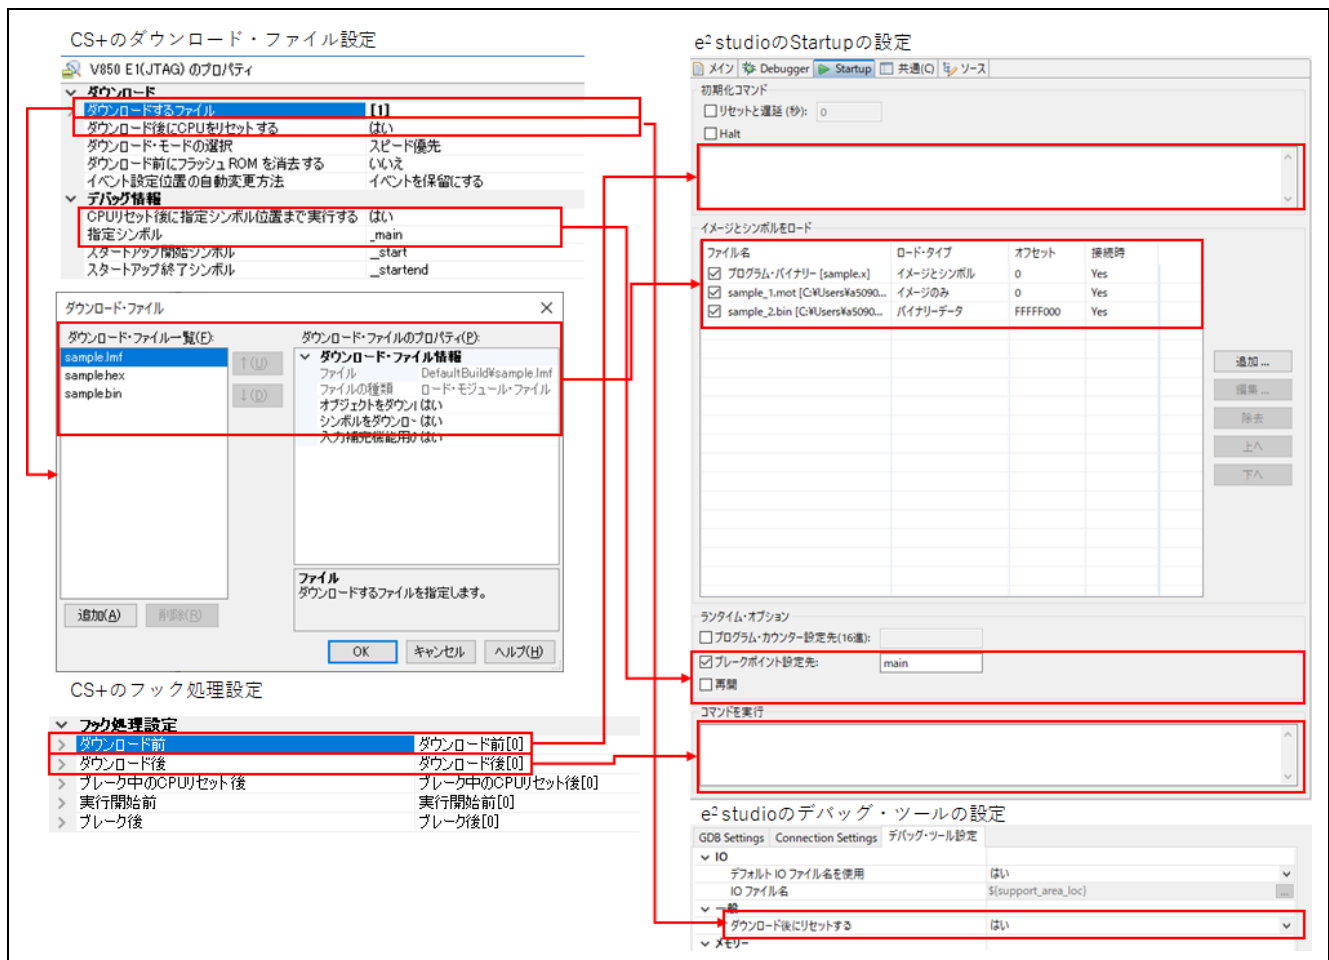 CS+のダウンロード・ファイル設定
V850 E1(JTAG) のプロパティ
ダウンロード
ダウンロードするファイル [1]
ダウンロード後にCPUをリセットする はい
ダウンロード・モードの選択 スピード優先
ダウンロード前にフラッシュ ROM を消去する いいえ
イベント設定位置の自動変更方法 イベントを保留にする
デバッグ情報
CPUリセット後に指定シンボル位置まで実行する はい
指定シンボル _main
スタートアップ開始シンボル __start
スタートアップ終了シンボル __startend
ダウンロード・ファイル
ダウンロード・ファイル一覧(F):
sample.lmf
sample.hex
sample.bin
↑(U)
↓(D)
ダウンロード・ファイルのプロパティ(P):
ダウンロード・ファイル情報
ファイル DefaultBuild¥sample.lmf
ファイルの種類 ロード・モジュール・ファイル
オブジェクトをダウンl はい
シンボルをダウンロー はい
入力補完機能用の はい
ファイル
ダウンロードするファイルを指定します。
追加(A) 削除(R)
OK キャンセル ヘルプ(H)
CS+のフック処理設定
フック処理設定
ダウンロード前 ダウンロード前[0]
ダウンロード後 ダウンロード後[0]
ブレーク中のCPUリセット後 ブレーク中のCPUリセット後[0]
実行開始前 実行開始前[0]
ブレーク後 ブレーク後[0]
e² studioのStartupの設定
メイン Debugger Startup 共通(C) ソース
初期化コマンド
リセットと遅延 (秒): 0
Halt
イメージとシンボルをロード
ファイル名 ロード・タイプ オフセット 接続時
プログラム・バイナリー [sample.x] イメージとシンボル 0 Yes
sample_1.mot [C:¥Users¥a5090... イメージのみ 0 Yes
sample_2.bin [C:¥Users¥a5090... バイナリーデータ FFFFF000 Yes
追加 ...
編集 ...
除去
上へ
下へ
ランタイム・オプション
プログラム・カウンター設定先(16進):
ブレークポイント設定先: main
再開
コマンドを実行
e² studioのデバッグ・ツールの設定
GDB Settings Connection Settings デバッグ・ツール設定
IO
デフォルト IO ファイル名を使用 はい
IO ファイル名 ${support_area_loc}
...
一般
ダウンロード後にリセットする はい
メモリー